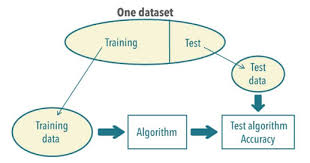 One dataset
Training
Test
Test
data
Training
data
Algorithm
Test algorithm
Accuracy